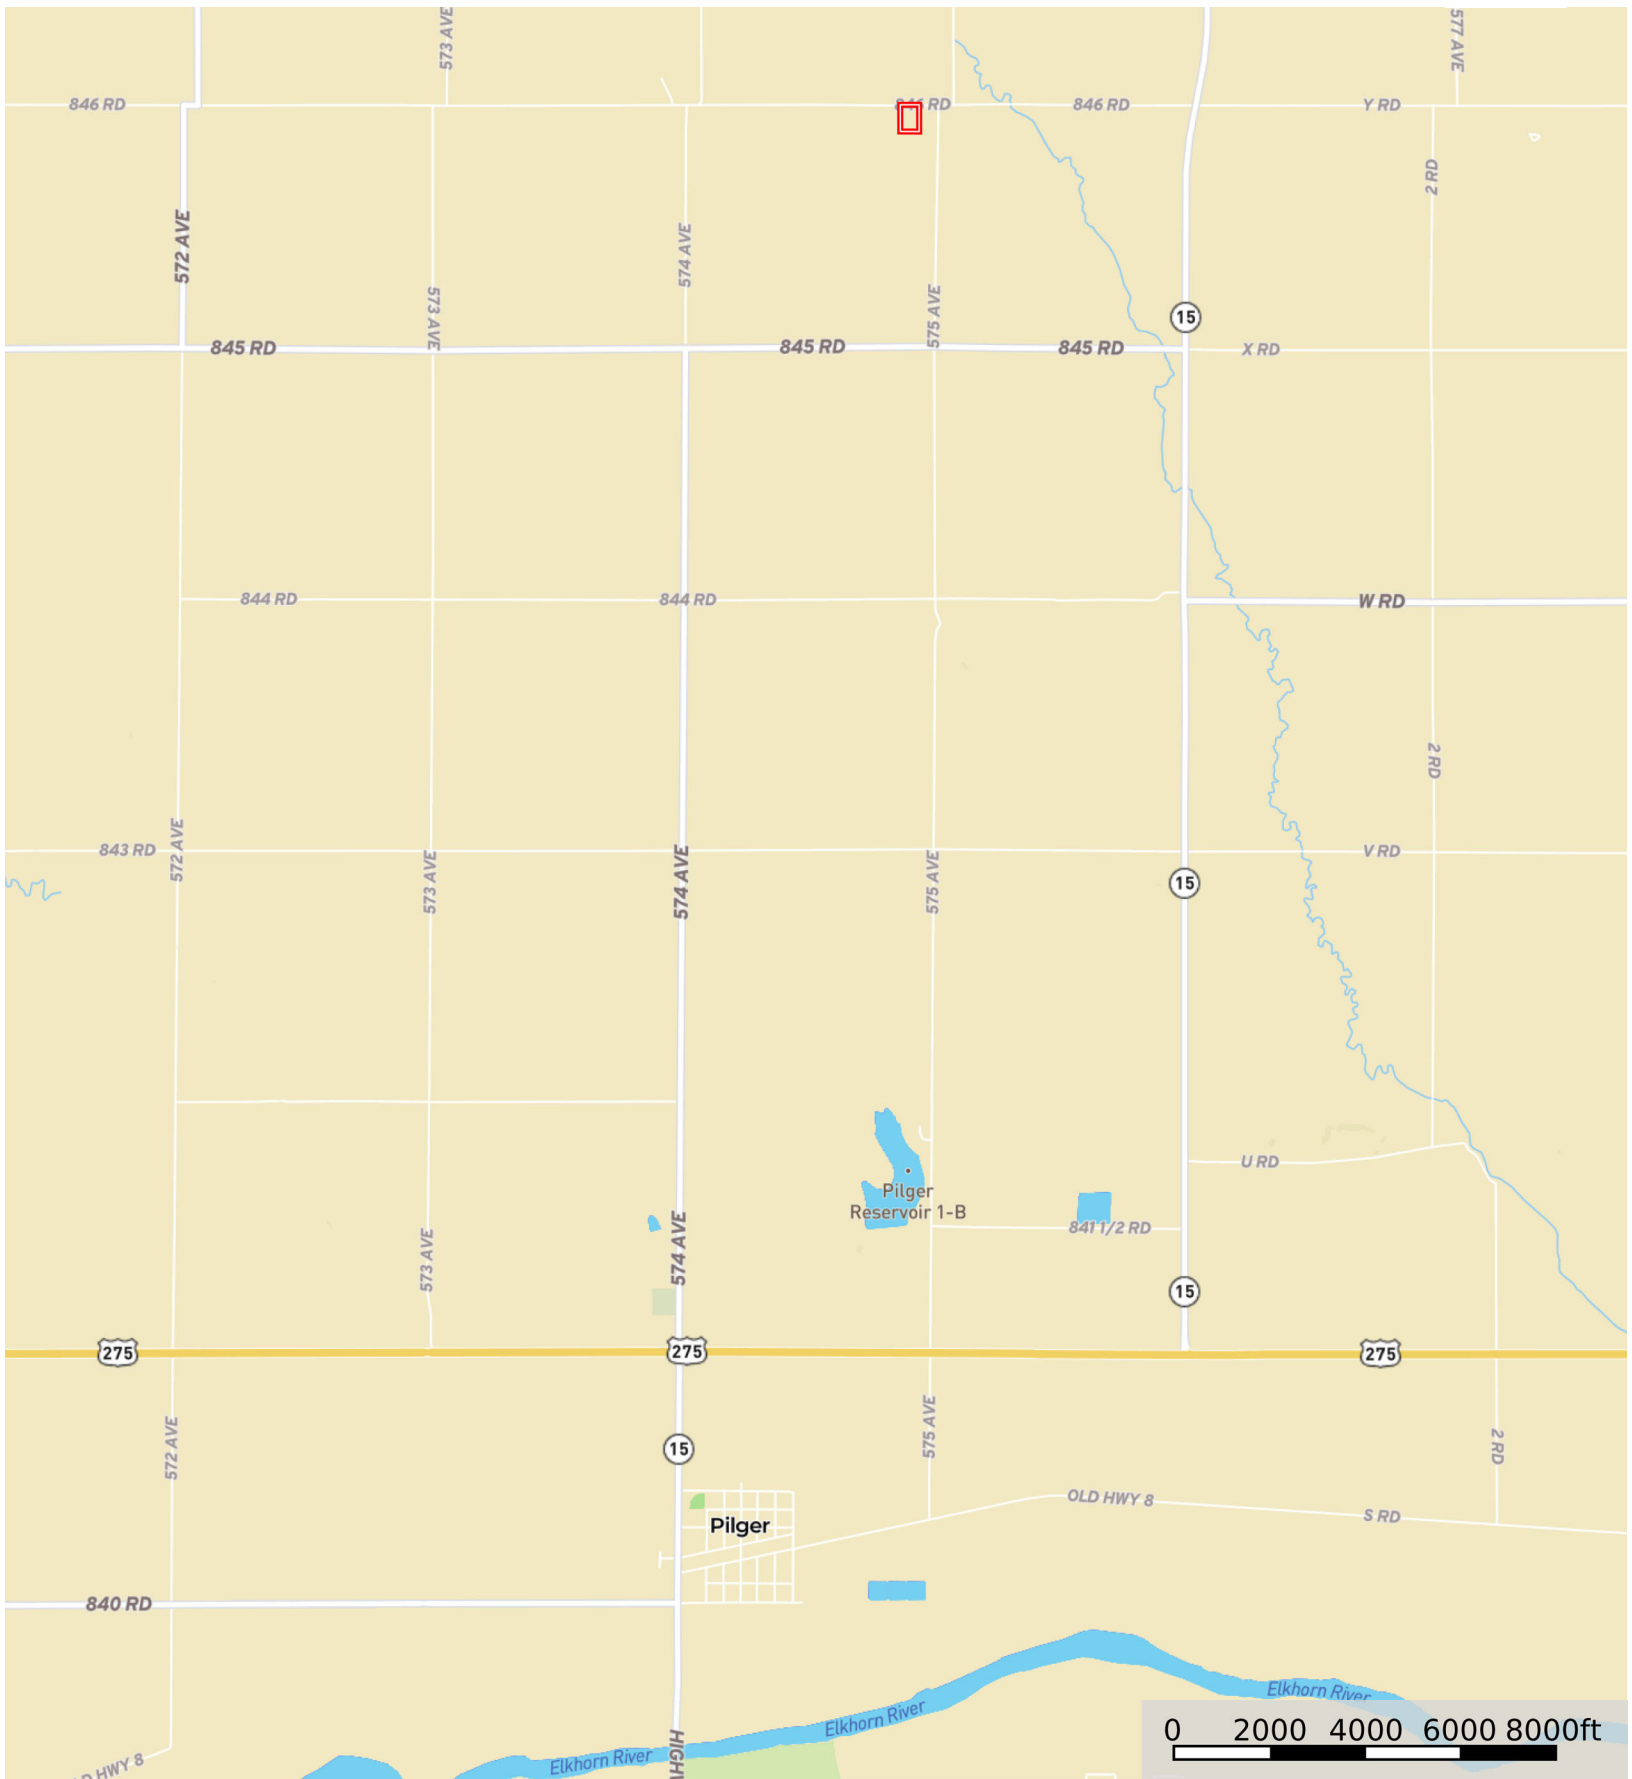 573 AVE
577 AVE
846 RD
846 RD
846 RD
Y RD
2 RD
572 AVE
574 AVE
573 AVE
575 AVE
15
845 RD
845 RD
845 RD
X RD
844 RD
844 RD
W RD
2 RD
843 RD
572 AVE
573 AVE
574 AVE
575 AVE
15
V RD
U RD
Pilger
Reservoir 1-B
841 1/2 RD
573 AVE
574 AVE
15
275
275
275
572 AVE
575 AVE
2 RD
15
OLD HWY 8
S RD
Pilger
840 RD
Elkhorn River
Elkhorn River
Elkhorn River
D HWY 8
HIGHA
0 2000 4000 6000 8000ft